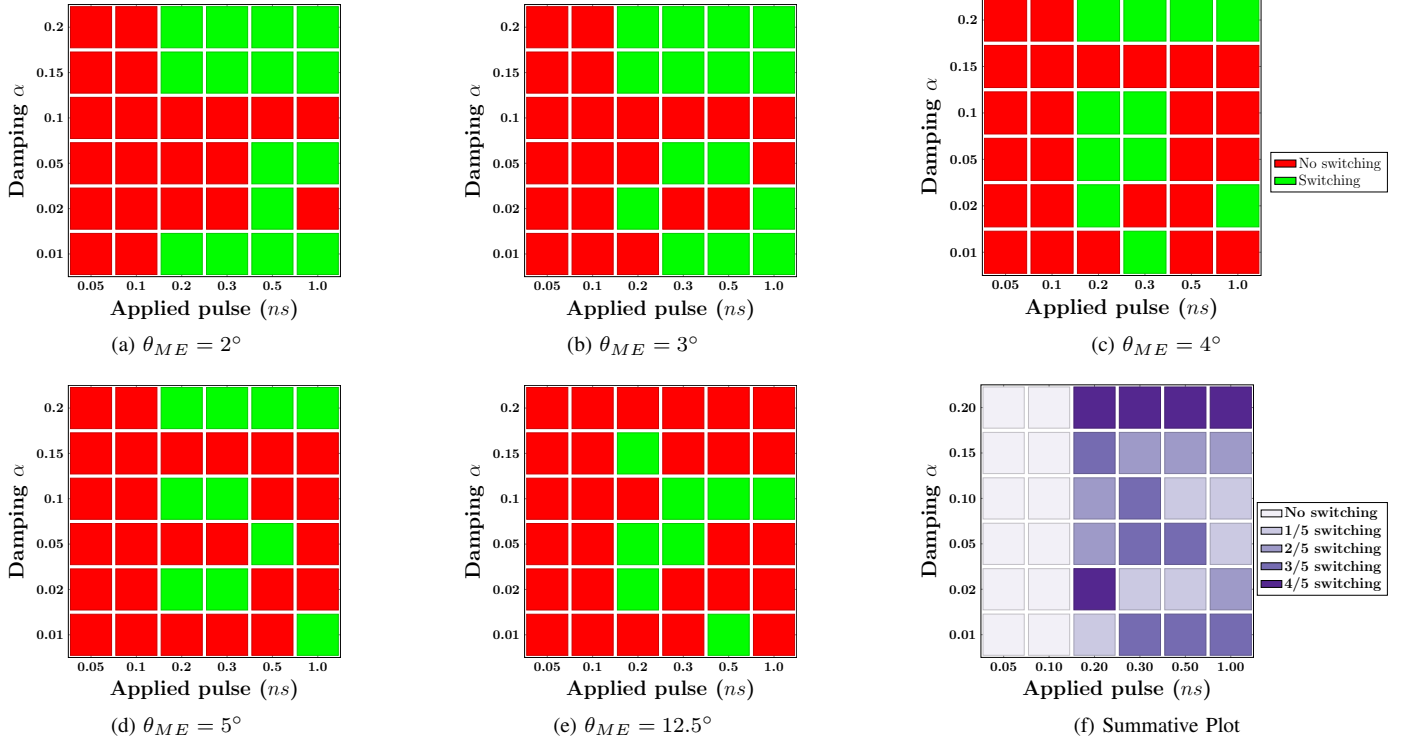 0.2
0.15
0.1
0.05
0.02
0.01
Damping α
0.05 0.1 0.2 0.3 0.5 1.0
Applied pulse (ns)
(a) θ_ME = 2°
0.2
0.15
0.1
0.05
0.02
0.01
Damping α
0.05 0.1 0.2 0.3 0.5 1.0
Applied pulse (ns)
(b) θ_ME = 3°
0.2
0.15
0.1
0.05
0.02
0.01
Damping α
0.05 0.1 0.2 0.3 0.5 1.0
Applied pulse (ns)
No switching
Switching
(c) θ_ME = 4°
0.2
0.15
0.1
0.05
0.02
0.01
Damping α
0.05 0.1 0.2 0.3 0.5 1.0
Applied pulse (ns)
(d) θ_ME = 5°
0.2
0.15
0.1
0.05
0.02
0.01
Damping α
0.05 0.1 0.2 0.3 0.5 1.0
Applied pulse (ns)
(e) θ_ME = 12.5°
0.20
0.15
0.10
0.05
0.02
0.01
Damping α
0.05 0.10 0.20 0.30 0.50 1.00
Applied pulse (ns)
No switching
1/5 switching
2/5 switching
3/5 switching
4/5 switching
(f) Summative Plot